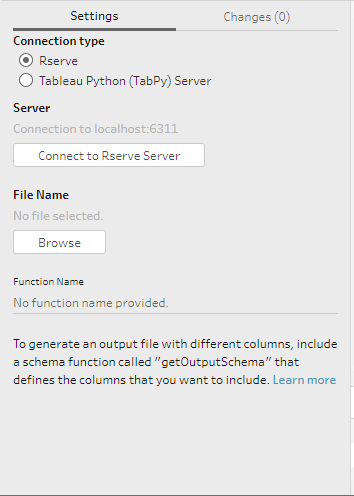 Settings Changes (0)
Connection type
Rserve
Tableau Python (TabPy) Server
Server
Connection to localhost:6311
Connect to Rserve Server
File Name
No file selected.
Browse
Function Name
No function name provided.
To generate an output file with different columns, include
a schema function called "getOutputSchema" that
defines the columns that you want to include. Learn more